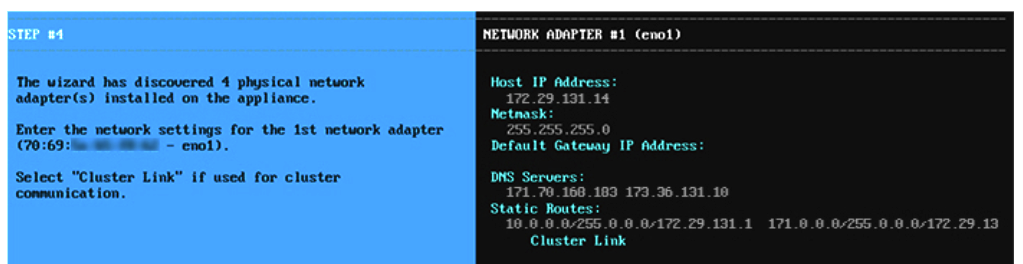 STEP #4
The wizard has discovered 4 physical network
adapter(s) installed on the appliance.
Enter the network settings for the 1st network adapter
(70:69: - eno1).
Select "Cluster Link" if used for cluster
communication.
NETWORK ADAPTER #1 (eno1)
Host IP Address:
172.29.131.14
Netmask:
255.255.255.0
Default Gateway IP Address:
DNS Servers:
171.70.168.183 173.36.131.10
Static Routes:
10.0.0.0/255.0.0.0/172.29.131.1 171.0.0.0/255.0.0.0/172.29.13
Cluster Link